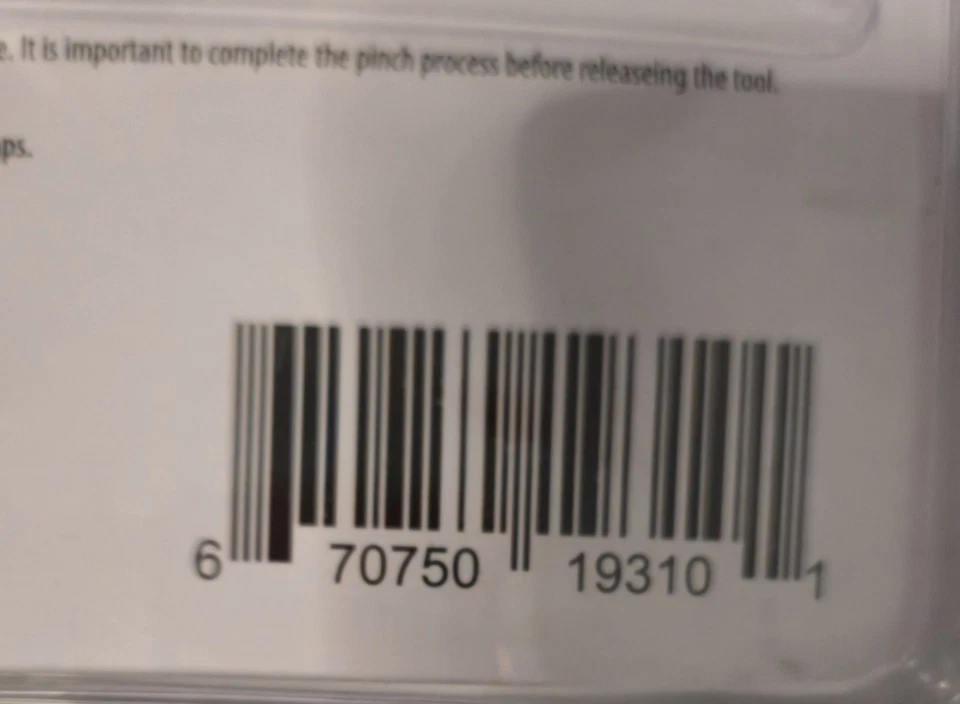 . It is important to complete the pinch process before releaseing the tool.
ps.
6 70750 19310 1